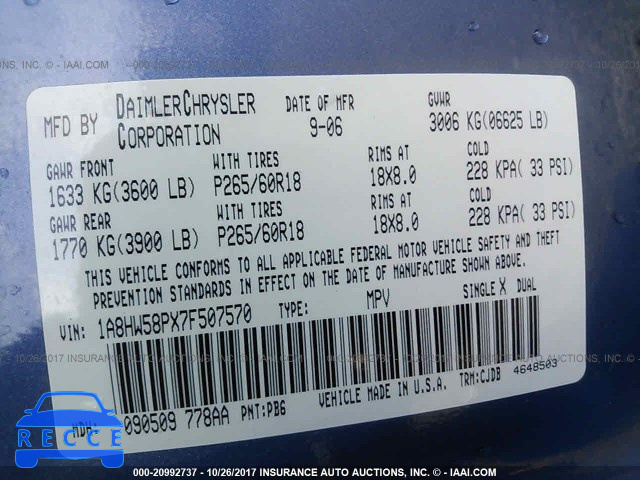 MFD BY DAIMLERCHRYSLER CORPORATION
DATE OF MFR 9-06
GVWR 3006 KG(06625 LB)
GAWR FRONT WITH TIRES RIMS AT COLD
1633 KG(3600 LB) P265/60R18 18X8.0 228 KPA( 33 PSI)
GAWR REAR WITH TIRES RIMS AT COLD
1770 KG(3900 LB) P265/60R18 18X8.0 228 KPA( 33 PSI)
THIS VEHICLE CONFORMS TO ALL APPLICABLE FEDERAL MOTOR VEHICLE SAFETY AND THEFT
PREVENTION STANDARDS IN EFFECT ON THE DATE OF MANUFACTURE SHOWN ABOVE.
VIN: 1A8HW58PX7F507570 TYPE: MPV SINGLE X DUAL
MDH: 090509 778AA PNT:PB6 VEHICLE MADE IN U.S.A. TRM:CJDB 4648503
000-20992737 - 10/26/2017 INSURANCE AUTO AUCTIONS, INC. - © IAAI.COM